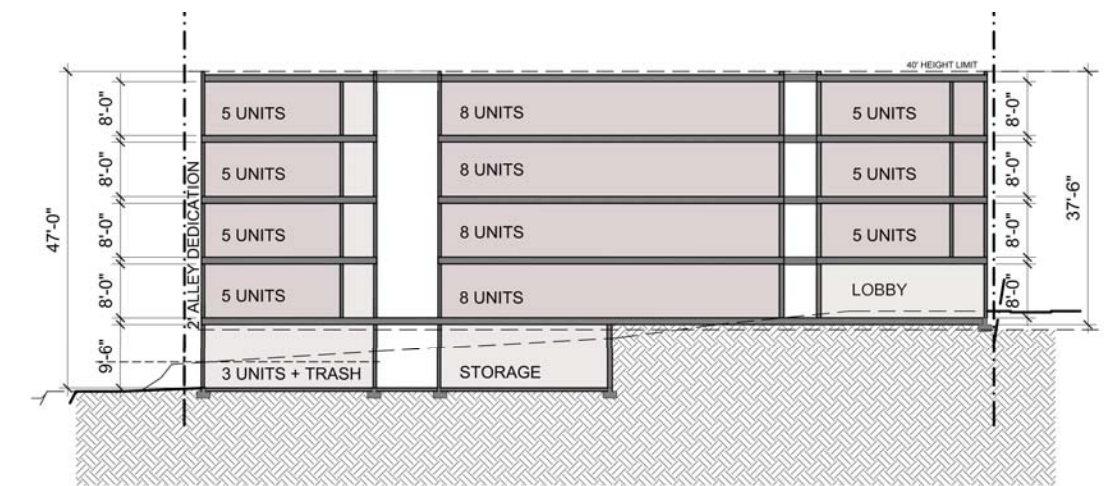 40' HEIGHT LIMIT
8'-0"
5 UNITS
8 UNITS
5 UNITS
8'-0"
8'-0"
5 UNITS
8 UNITS
5 UNITS
8'-0"
47'-0"
2' ALLEY DEDICATION
37'-6"
8'-0"
5 UNITS
8 UNITS
5 UNITS
8'-0"
8'-0"
5 UNITS
8 UNITS
LOBBY
8'-0"
9'-6"
3 UNITS + TRASH
STORAGE